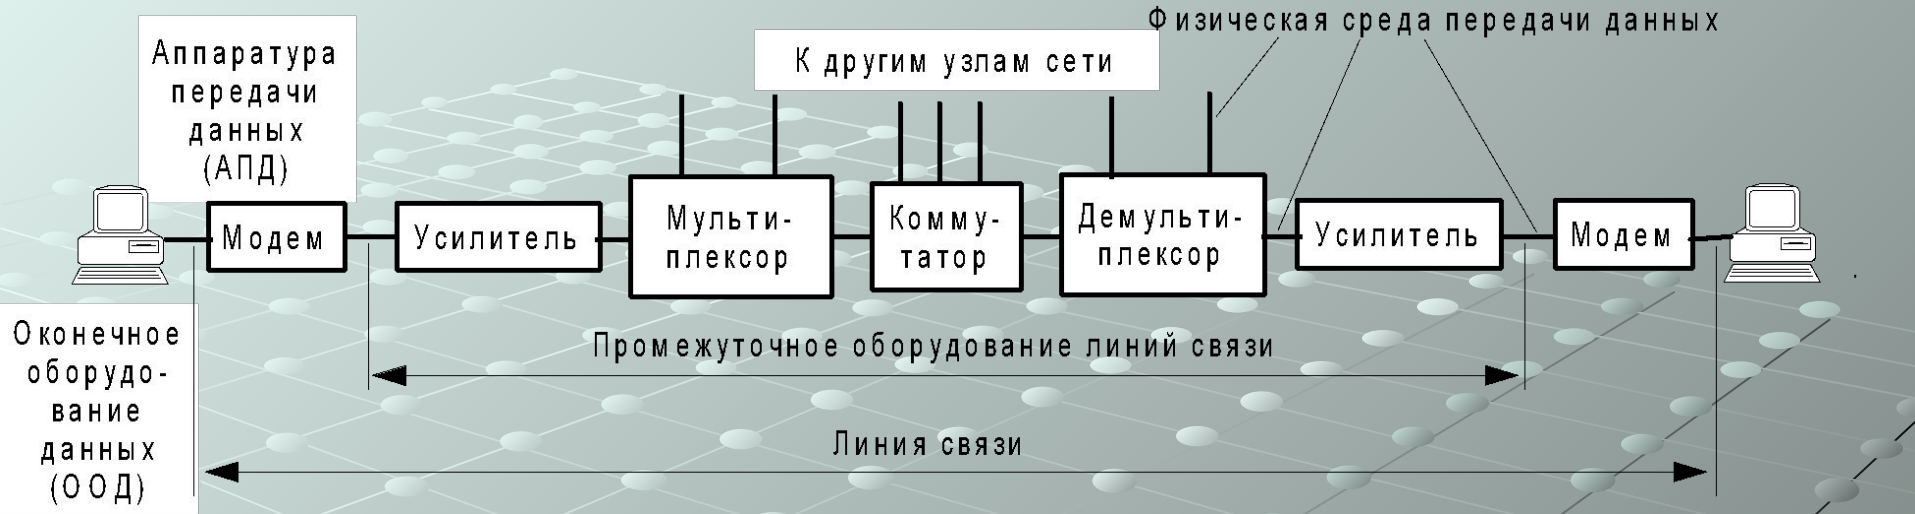 Физическая среда передачи данных
Аппаратура
передачи
данных
(АПД)
К другим узлам сети
Модем
Усилитель
Мульти-
плексор
Комму-
татор
Демульти-
плексор
Усилитель
Модем
Оконечное
оборудо-
вание
данных
(ООД)
Промежуточное оборудование линий связи
Линия связи